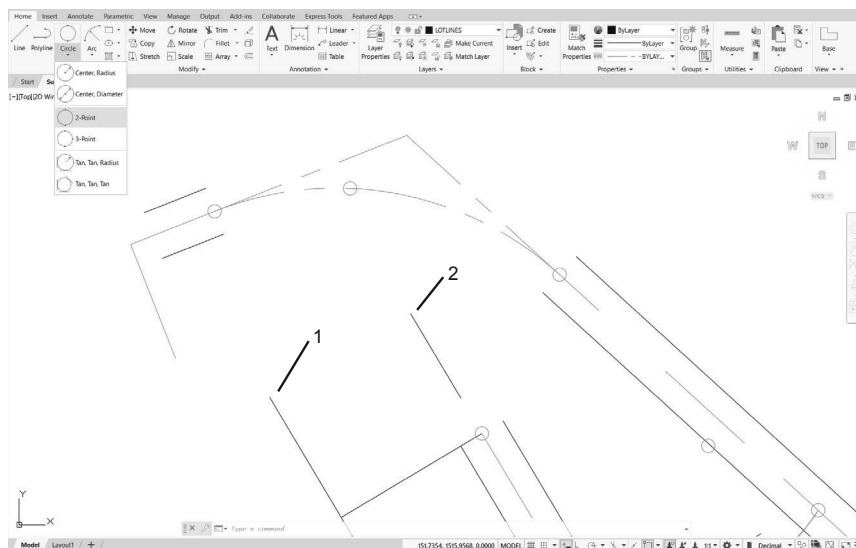 Home Insert Annotate Parametric View Manage Output Add-ins Collaborate Express Tools Featured Apps
Line Polyline Circle Arc
Move Rotate Trim
Copy Mirror Fillet
Stretch Scale Array
Modify
Text Dimension
Linear
Leader
Table
Annotation
Layer Properties
LOTLINES
Make Current
Match Layer
Layers
Insert
Create
Edit
Block
Match Properties
ByLayer
ByLayer
BYLAY...
Properties
Group
Groups
Measure
Utilities
Paste
Clipboard
Base
View
Start Su
[−][Top][2D Wir
Center, Radius
Center, Diameter
2-Point
3-Point
Tan, Tan, Radius
Tan, Tan, Tan
N
W TOP E
S
WCS
2
1
Y
X
Type a command
Model Layout1 +
151.7354, 1515.9568, 0.0000 MODEL 1:1 Decimal